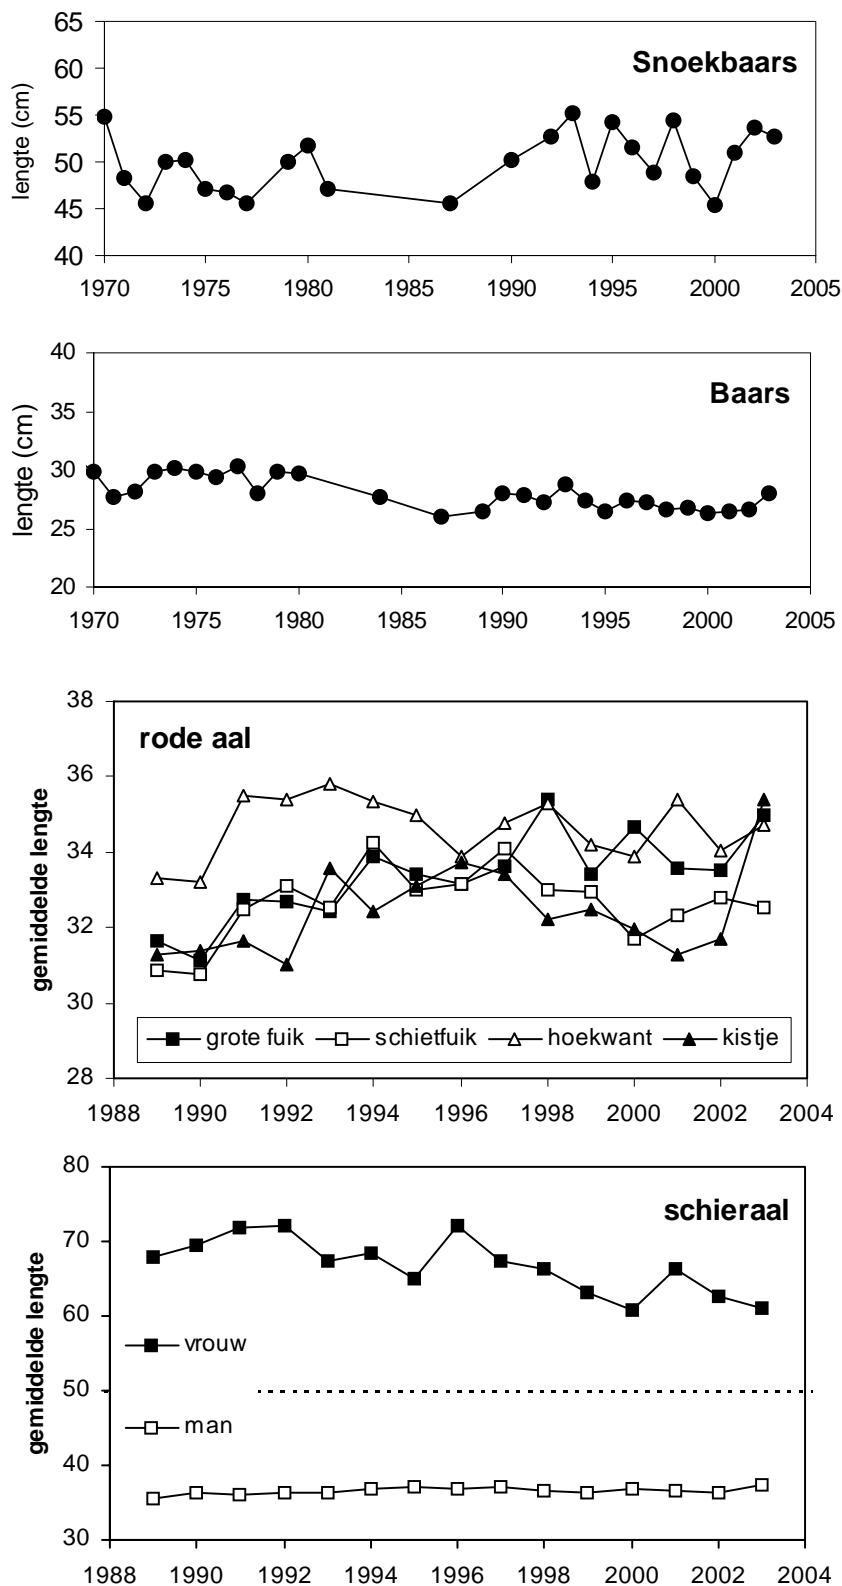 Snoekbaars
lengte (cm)
65
60
55
50
45
40
1970 1975 1980 1985 1990 1995 2000 2005
Baars
lengte (cm)
40
35
30
25
20
1970 1975 1980 1985 1990 1995 2000 2005
rode aal
gemiddelde lengte
38
36
34
32
30
28
grote fuik schietfuik hoekwant kistje
1988 1990 1992 1994 1996 1998 2000 2002 2004
schieraal
gemiddelde lengte
80
70
60
50
40
30
vrouw
man
1988 1990 1992 1994 1996 1998 2000 2002 2004